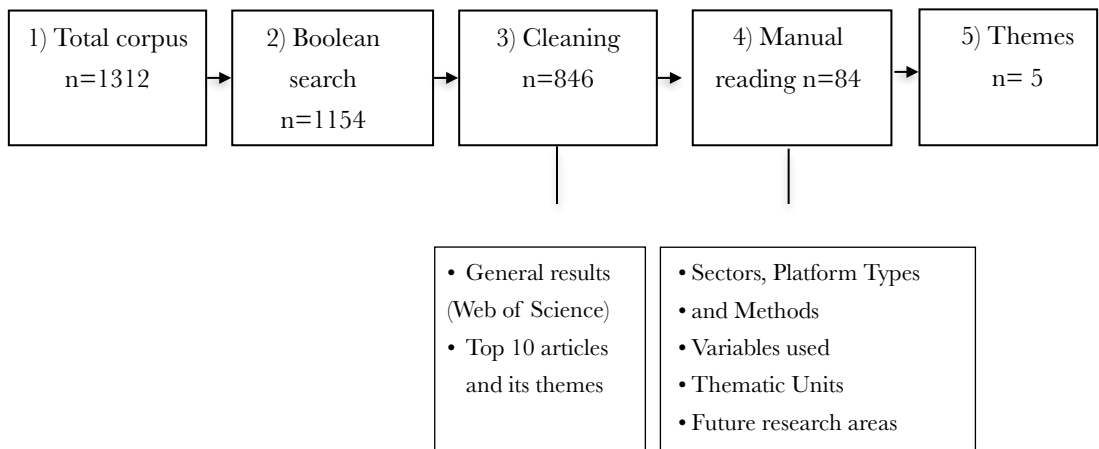 1) Total corpus
n=1312
2) Boolean
search
n=1154
3) Cleaning
n=846
4) Manual
reading n=84
5) Themes
n= 5
• General results
(Web of Science)
• Top 10 articles
and its themes
• Sectors, Platform Types
• and Methods
• Variables used
• Thematic Units
• Future research areas